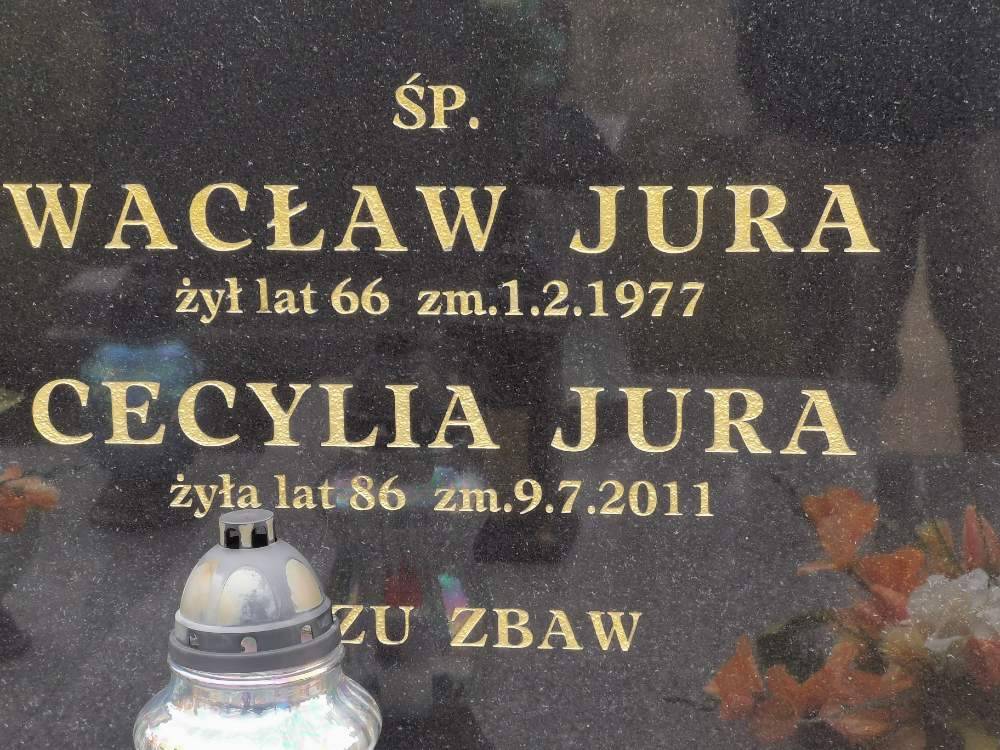 ŚP.
WACŁAW JURA
żył lat 66 zm.1.2.1977
CECYLIA JURA
żyła lat 86 zm.9.7.2011
ZBAW